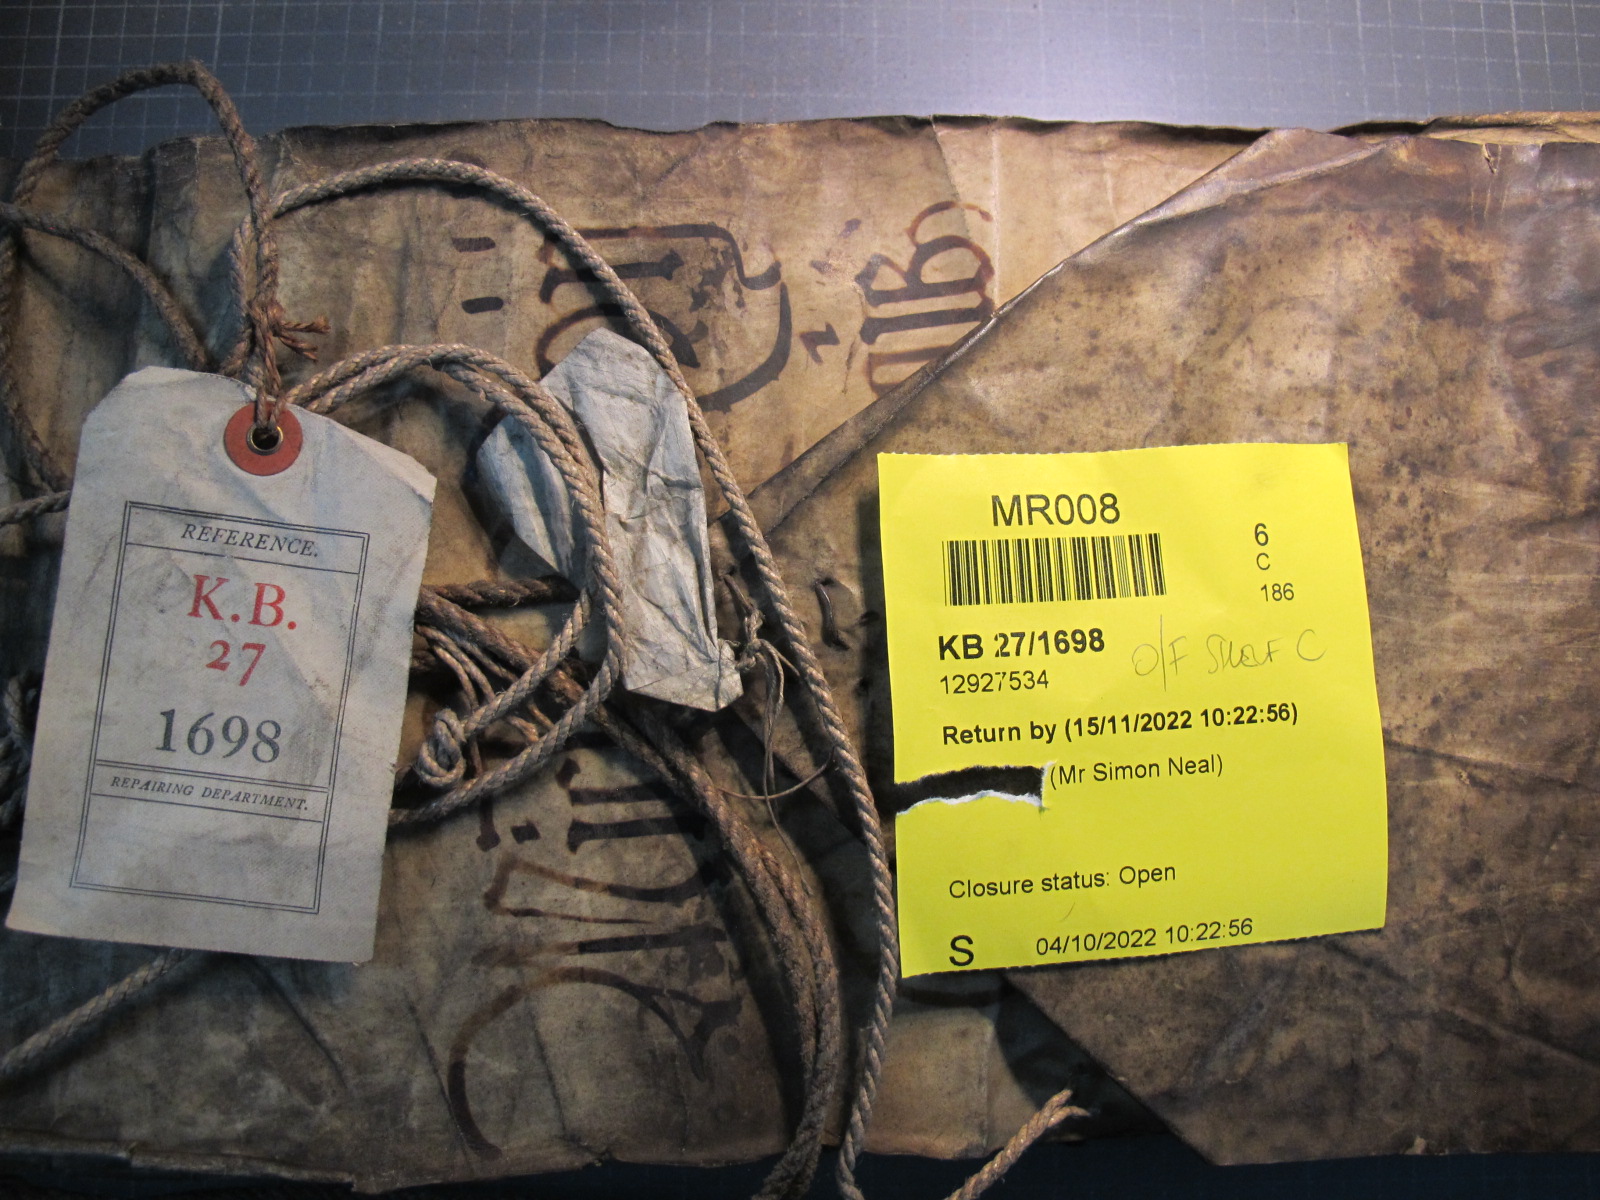 REFERENCE.
K.B.
27
1698
REPAIRING DEPARTMENT.
MR008
6
C
186
KB 27/1698
O/F SHELF C
12927534
Return by (15/11/2022 10:22:56)
(Mr Simon Neal)
Closure status: Open
S 04/10/2022 10:22:56